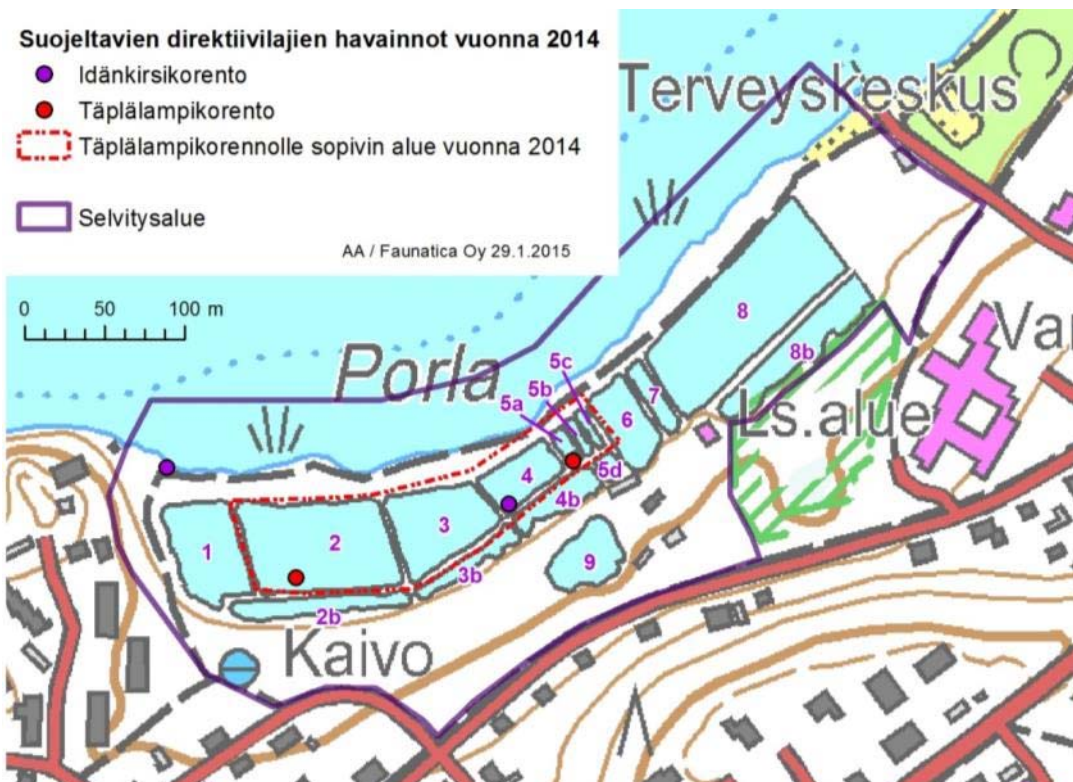 Suojeltavien direktiivilajien havainnot vuonna 2014
Idänkirsikorento
Täplälampikorento
Täplälampikorennolle sopivin alue vuonna 2014
Selvitysalue
AA / Faunatica Oy 29.1.2015
0 50 100 m
Terveyskeskus
Porla
Van
Ls.alue
Kaivo
1
2
2b
3
3b
4
4b
5a
5b
5c
5d
6
7
8
8b
9